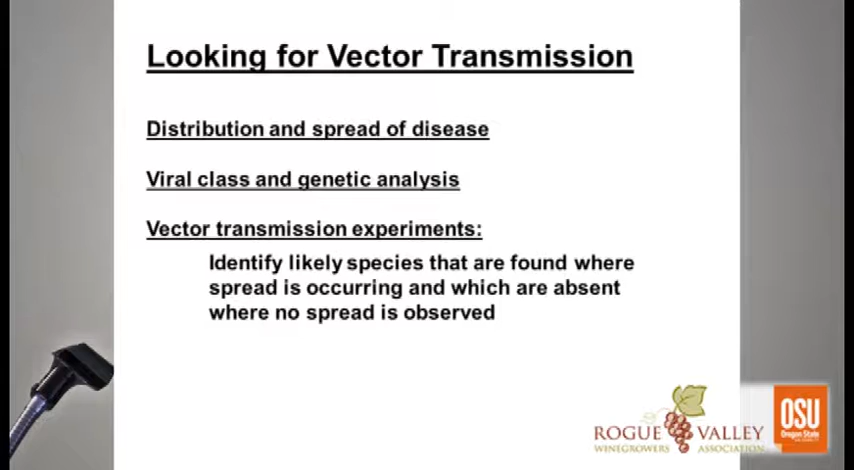 Looking for Vector Transmission
Distribution and spread of disease
Viral class and genetic analysis
Vector transmission experiments:
Identify likely species that are found where
spread is occurring and which are absent
where no spread is observed
ROGUE VALLEY
WINEGROWERS ASSOCIATION
OSU
Oregon State